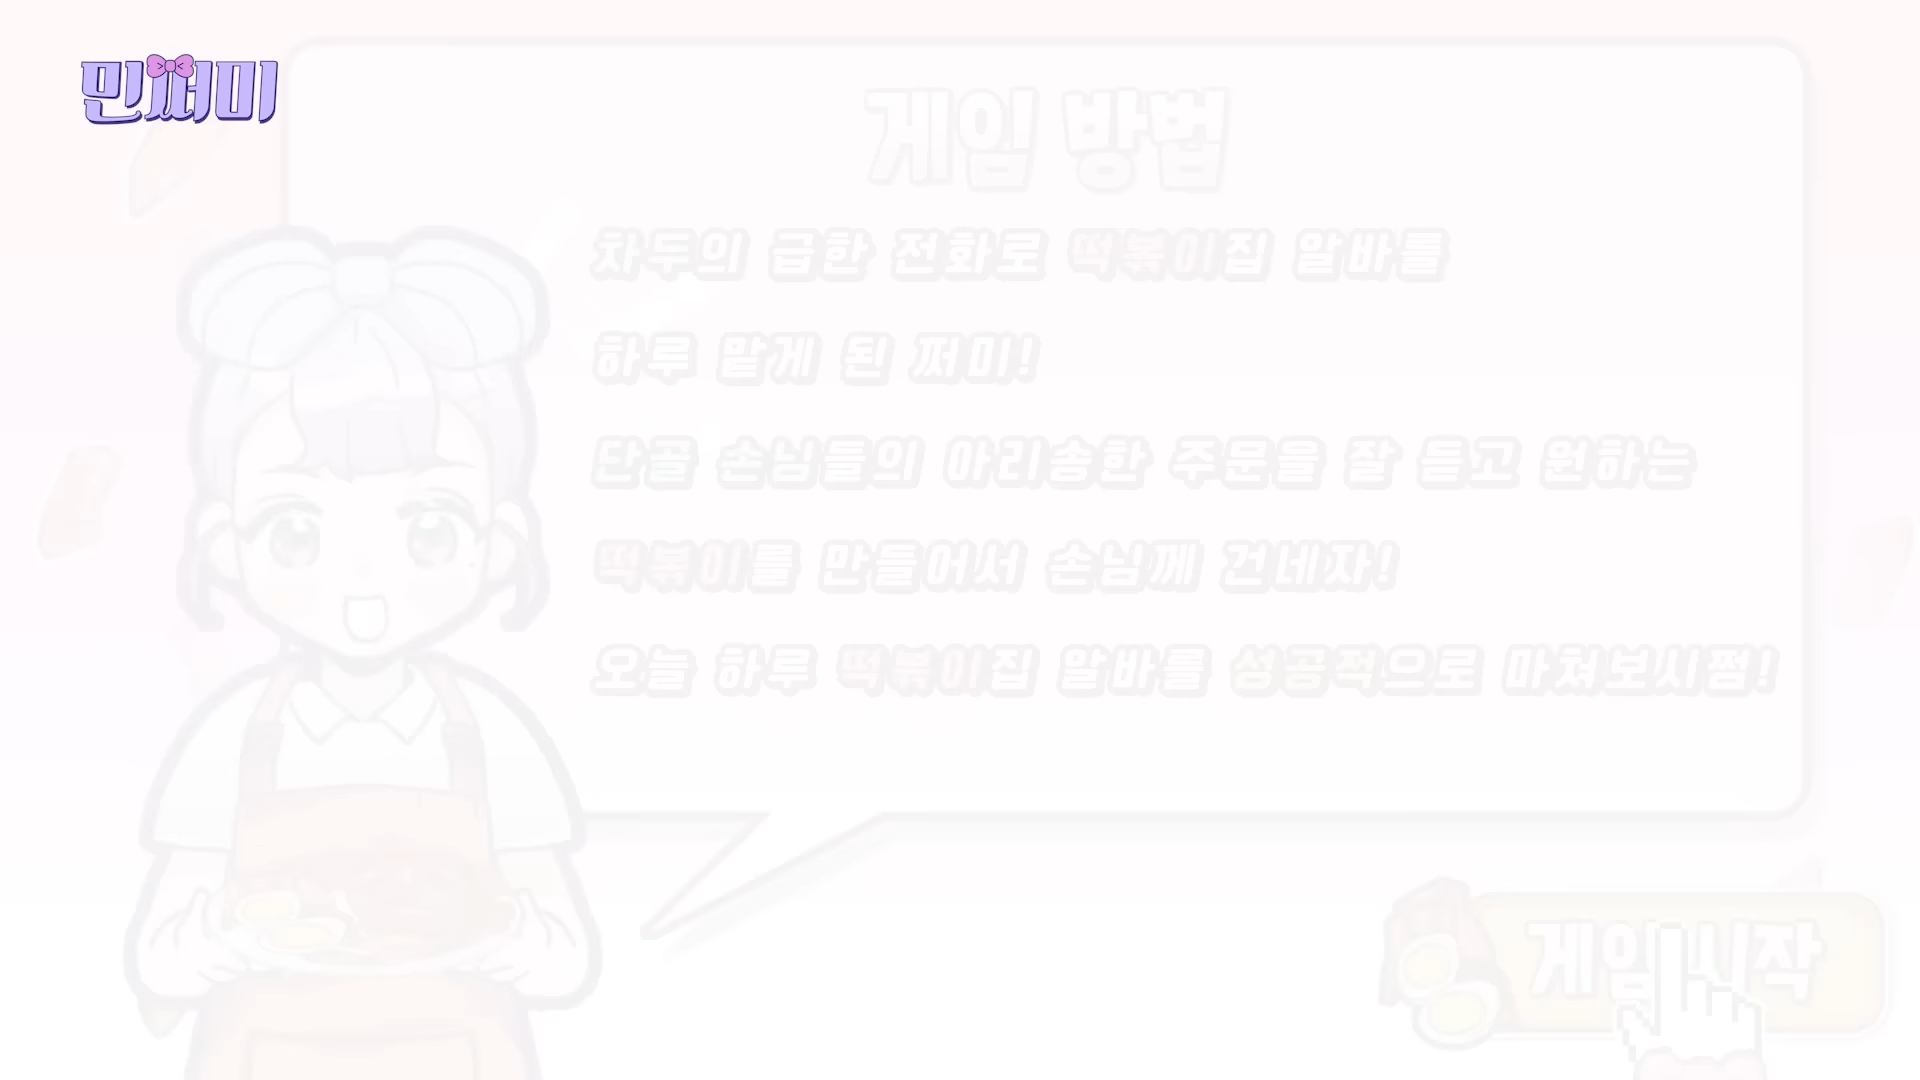 민쩌미
게임 방법
차두의 급한 전화로 떡볶이집 알바를
하루 맡게 된 쩌미!
단골 손님들의 아리송한 주문을 잘 듣고 원하는
떡볶이를 만들어서 손님께 건네자!
오늘 하루 떡볶이집 알바를 성공적으로 마쳐보시쩜!
게임시작